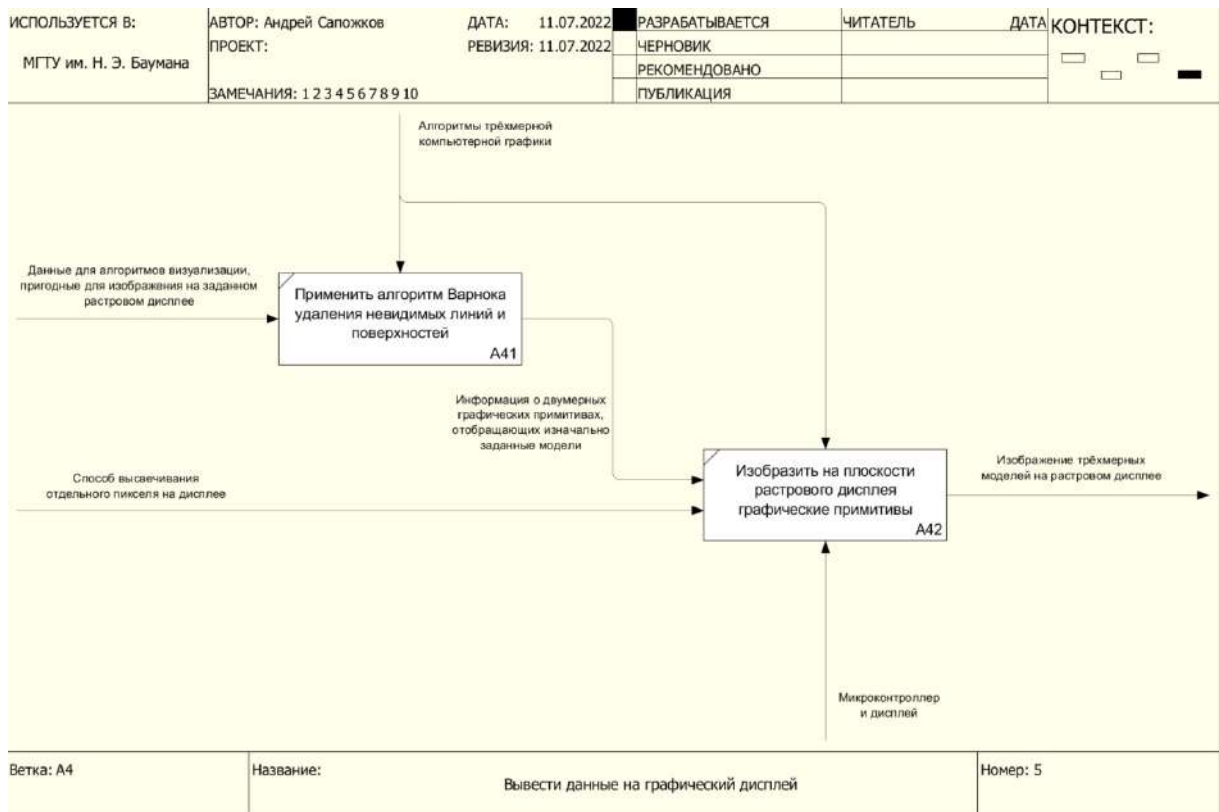 ИСПОЛЬЗУЕТСЯ В:
МГТУ им. Н. Э. Баумана
АВТОР: Андрей Сапожков
ДАТА: 11.07.2022
ПРОЕКТ:
РЕВИЗИЯ: 11.07.2022
ЗАМЕЧАНИЯ: 1 2 3 4 5 6 7 8 9 10
РАЗРАБАТЫВАЕТСЯ
ЧЕРНОВИК
РЕКОМЕНДОВАНО
ПУБЛИКАЦИЯ
ЧИТАТЕЛЬ
ДАТА
КОНТЕКСТ:
Алгоритмы трёхмерной
компьютерной графики
Данные для алгоритмов визуализации,
пригодные для изображения на заданном
растровом дисплее
Применить алгоритм Варнока
удаления невидимых линий и
поверхностей
A41
Информация о двумерных
графических примитивах,
отобращающих изначально
заданные модели
Способ высвечивания
отдельного пикселя на дисплее
Изобразить на плоскости
растрового дисплея
графические примитивы
A42
Изображение трёхмерных
моделей на растровом дисплее
Микроконтроллер
и дисплей
Ветка: A4
Название:
Вывести данные на графический дисплей
Номер: 5